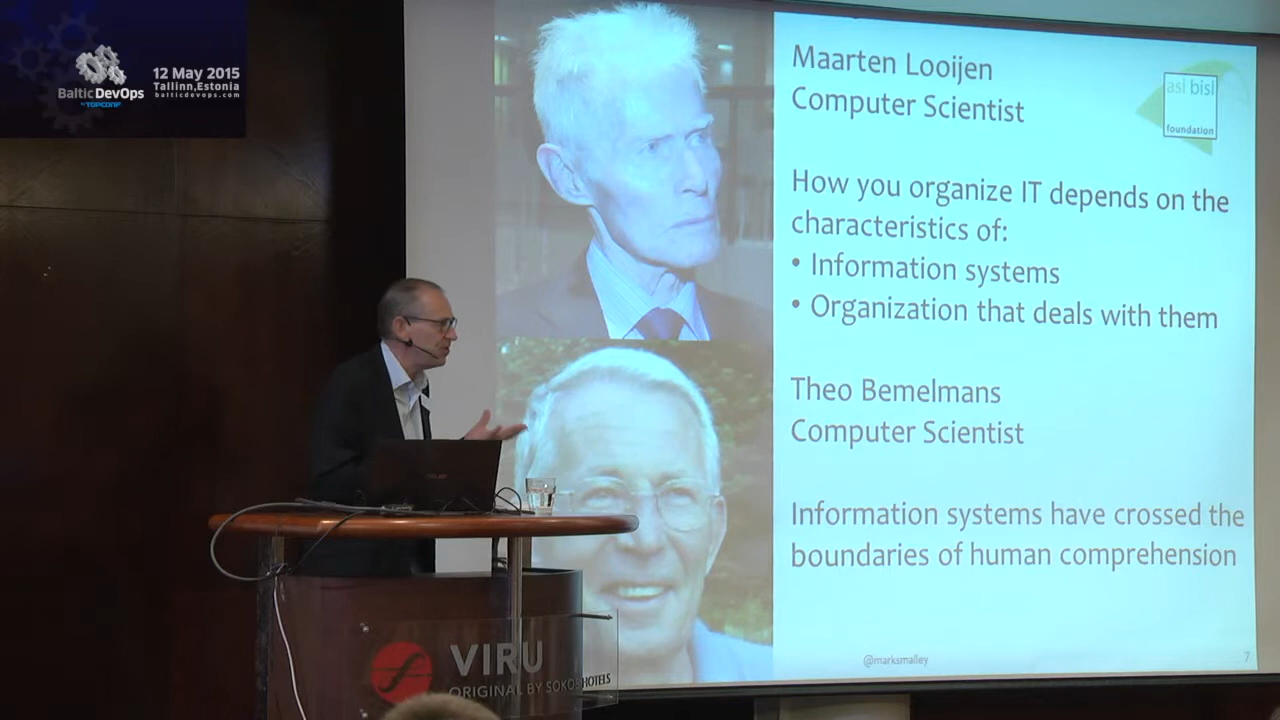 BalticDevOps
by TOPCONF
12 May 2015
Tallinn,Estonia
balticdevops.com
Maarten Looijen
Computer Scientist
asl bisl
foundation
How you organize IT depends on the
characteristics of:
• Information systems
• Organization that deals with them
Theo Bemelmans
Computer Scientist
Information systems have crossed the
boundaries of human comprehension
@marksmalley
7
VIRU
ORIGINAL BY SOKOS HOTELS